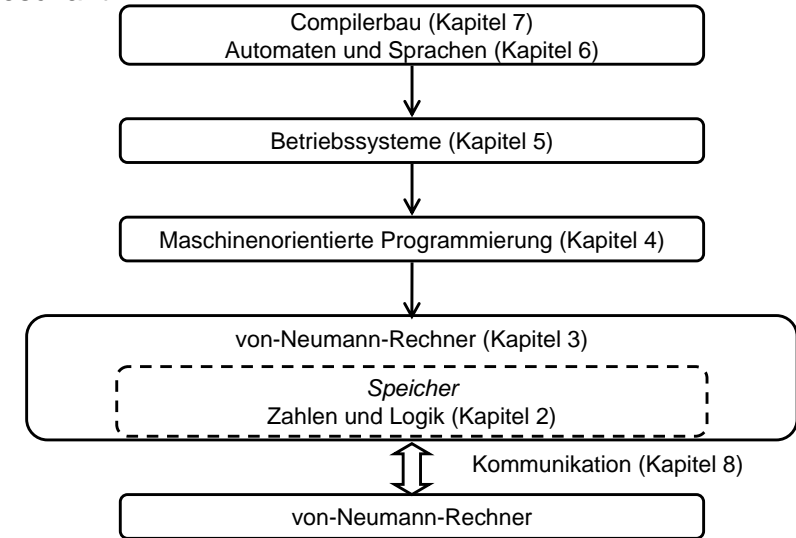 Compilerbau (Kapitel 7)
Automaten und Sprachen (Kapitel 6)
Betriebssysteme (Kapitel 5)
Maschinenorientierte Programmierung (Kapitel 4)
von-Neumann-Rechner (Kapitel 3)
Speicher
Zahlen und Logik (Kapitel 2)
Kommunikation (Kapitel 8)
von-Neumann-Rechner